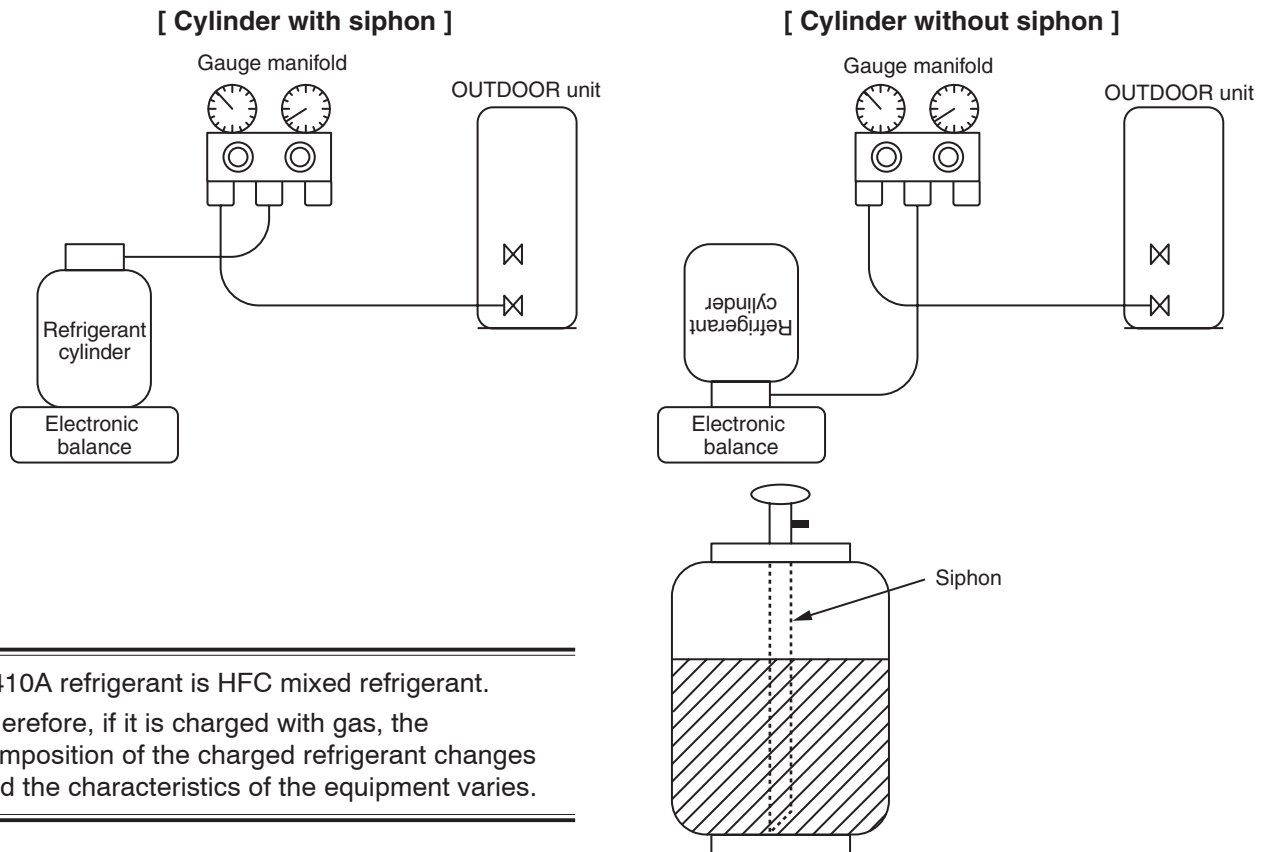 [ Cylinder with siphon ]
Gauge manifold
OUTDOOR unit
Refrigerant
cylinder
Electronic
balance
[ Cylinder without siphon ]
Gauge manifold
OUTDOOR unit
Refrigerant
cylinder
Electronic
balance
Siphon
410A refrigerant is HFC mixed refrigerant.
erefore, if it is charged with gas, the
mposition of the charged refrigerant changes
d the characteristics of the equipment varies.